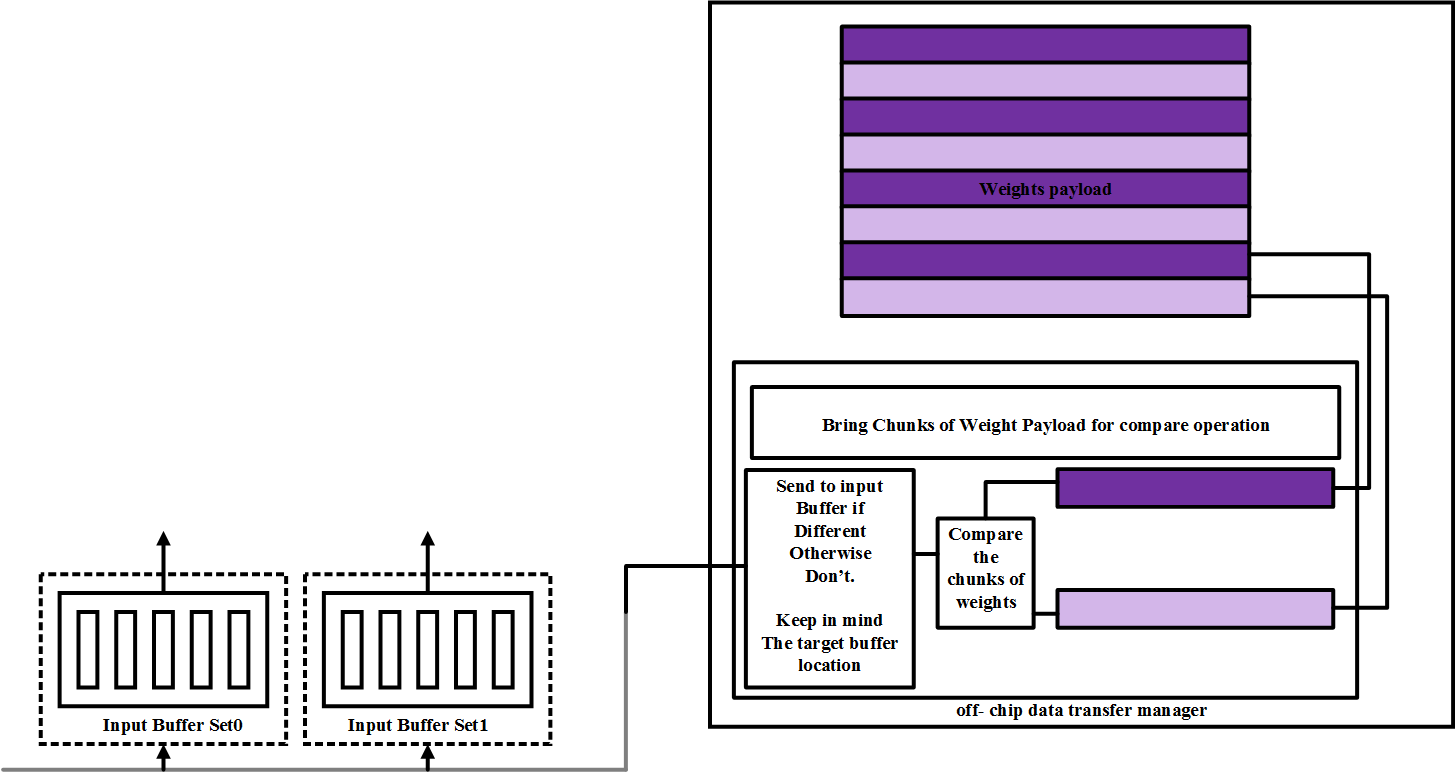 Weights payload
Bring Chunks of Weight Payload for compare operation
Send to input
Buffer if
Different
Otherwise
Don’t.
Keep in mind
The target buffer
location
Compare
the
chunks of
weights
off- chip data transfer manager
Input Buffer Set0
Input Buffer Set1